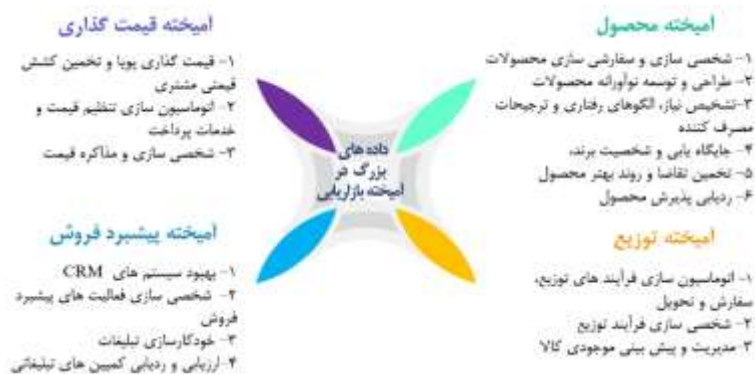 آمیخته محصول
۱- شخصی سازی و سفارشی سازی محصولات
۲- طراحی و توسعه نوآورانه محصولات
۳-تشخیص نیاز، الگوهای رفتاری و ترجیحات
مصرف کننده
۴- جایگاه یابی و شخصیت برند،
۵- تخمین تقاضا و روند بهتر محصول
۶- ردیابی پذیرش محصول
آمیخته قیمت گذاری
۱- قیمت گذاری پویا و تخمین کشش
قیمتی مشتری
۲- اتوماسیون سازی تنظیم قیمت و
خدمات پرداخت
۳- شخصی سازی و مذاکره قیمت
داده های
بزرگ در
آمیخته بازاریابی
آمیخته توزیع
۱- اتوماسیون سازی فرآیند های توزیع،
سفارش و تحویل
۲- شخصی سازی فرآیند توزیع
۳- مدیریت و پیش بینی موجودی کالا
آمیخته پیشبرد فروش
۱- بهبود سیستم های CRM
۲- شخصی سازی فعالیت های پیشبرد
فروش
۳- خودکارسازی تبلیغات
۴-ارزیابی و ردیابی کمپین های تبلیغاتی